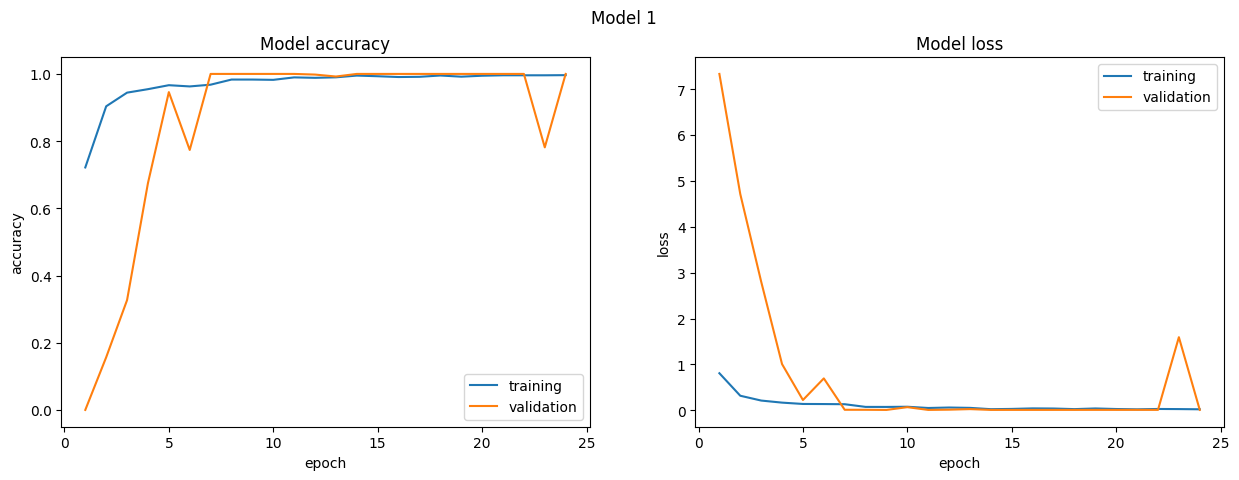 Model 1
Model accuracy
accuracy
1.0
0.8
0.6
0.4
0.2
0.0
training
validation
0 5 10 15 20 25
epoch
Model loss
loss
7
6
5
4
3
2
1
0
training
validation
0 5 10 15 20 25
epoch